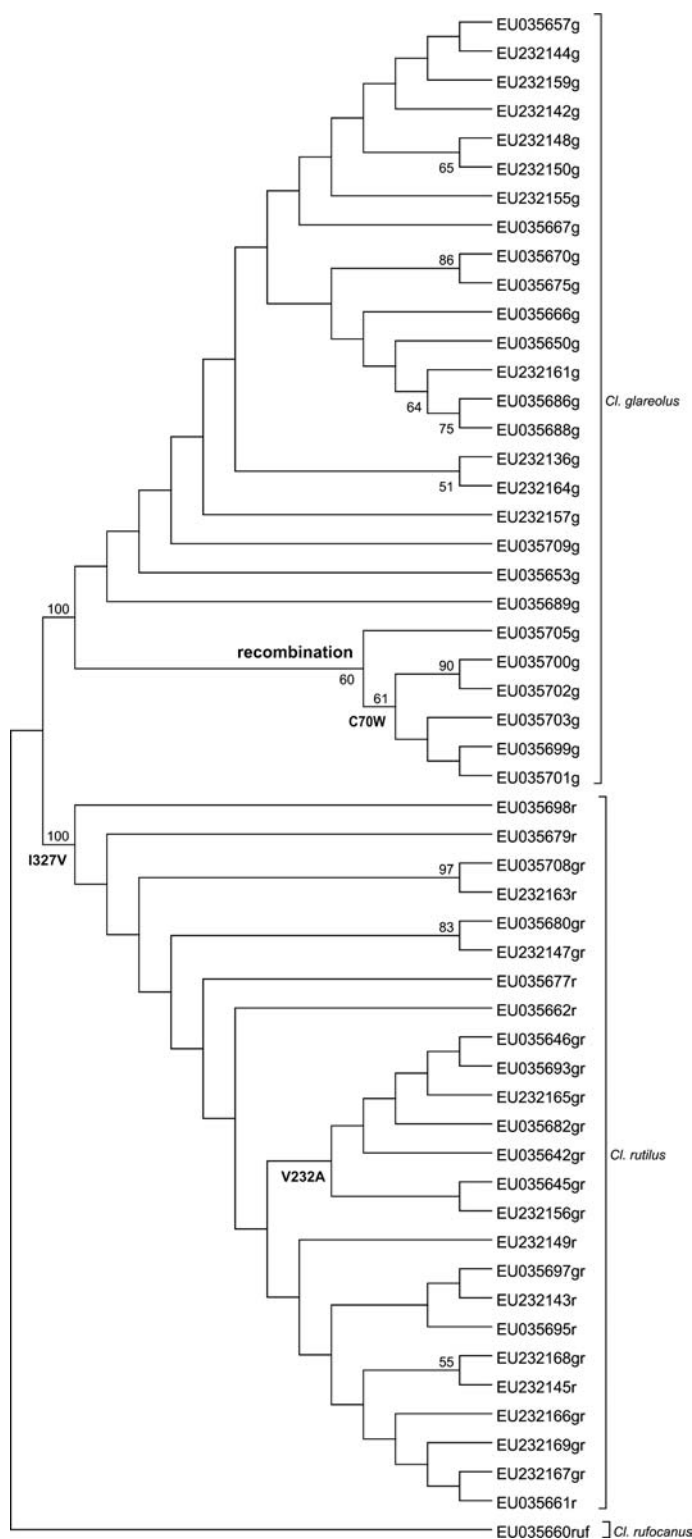 EU035657g
EU232144g
EU232159g
EU232142g
EU232148g
65
EU232150g
EU232155g
EU035667g
86
EU035670g
EU035675g
EU035666g
EU035650g
EU232161g
64
EU035686g
Cl. glareolus
75
EU035688g
EU232136g
51
EU232164g
EU232157g
EU035709g
EU035653g
100
EU035689g
EU035705g
recombination
60
90
EU035700g
61
EU035702g
C70W
EU035703g
EU035699g
EU035701g
EU035698r
100
EU035679r
I327V
97
EU035708gr
EU232163r
83
EU035680gr
EU232147gr
EU035677r
EU035662r
EU035646gr
EU035693gr
EU232165gr
EU035682gr
EU035642gr
Cl. rutilus
V232A
EU035645gr
EU232156gr
EU232149r
EU035697gr
EU232143r
EU035695r
55
EU232168gr
EU232145r
EU232166gr
EU232169gr
EU232167gr
EU035661r
EU035660ruf
Cl. rufocanus